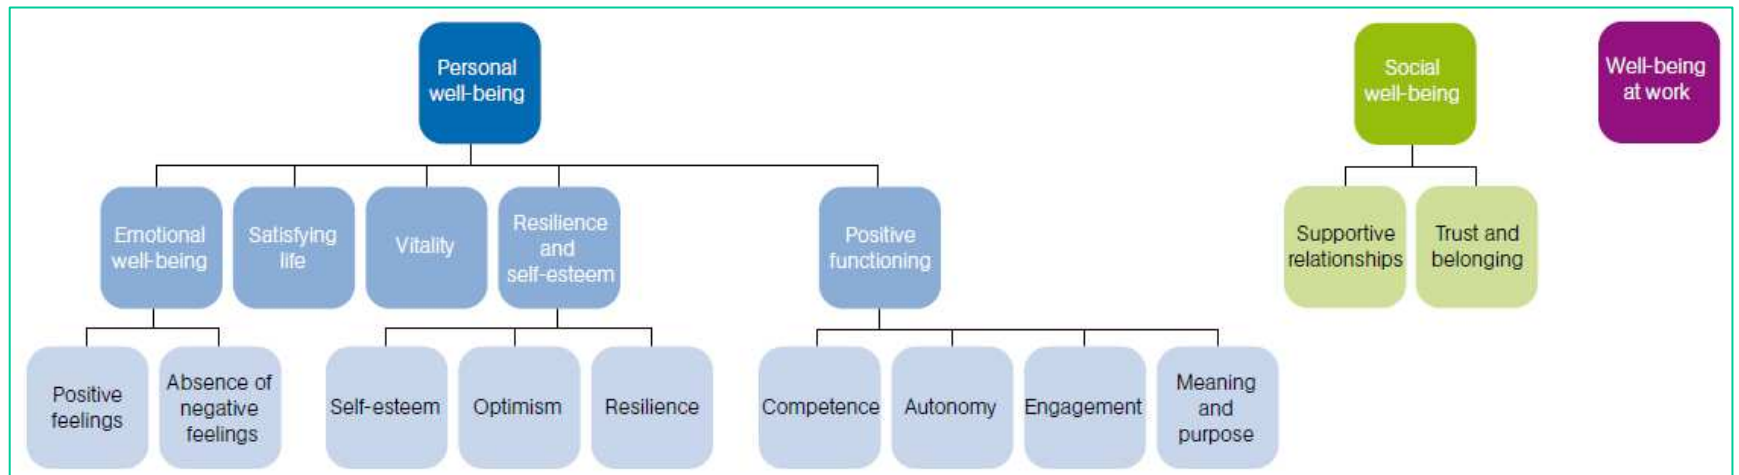 Personal
well-being
Social
well-being
Well-being
at work
Emotional
well-being
Satisfying
life
Vitality
Resilience
and
self-esteem
Positive
functioning
Supportive
relationships
Trust and
belonging
Positive
feelings
Absence of
negative
feelings
Self-esteem
Optimism
Resilience
Competence
Autonomy
Engagement
Meaning
and
purpose